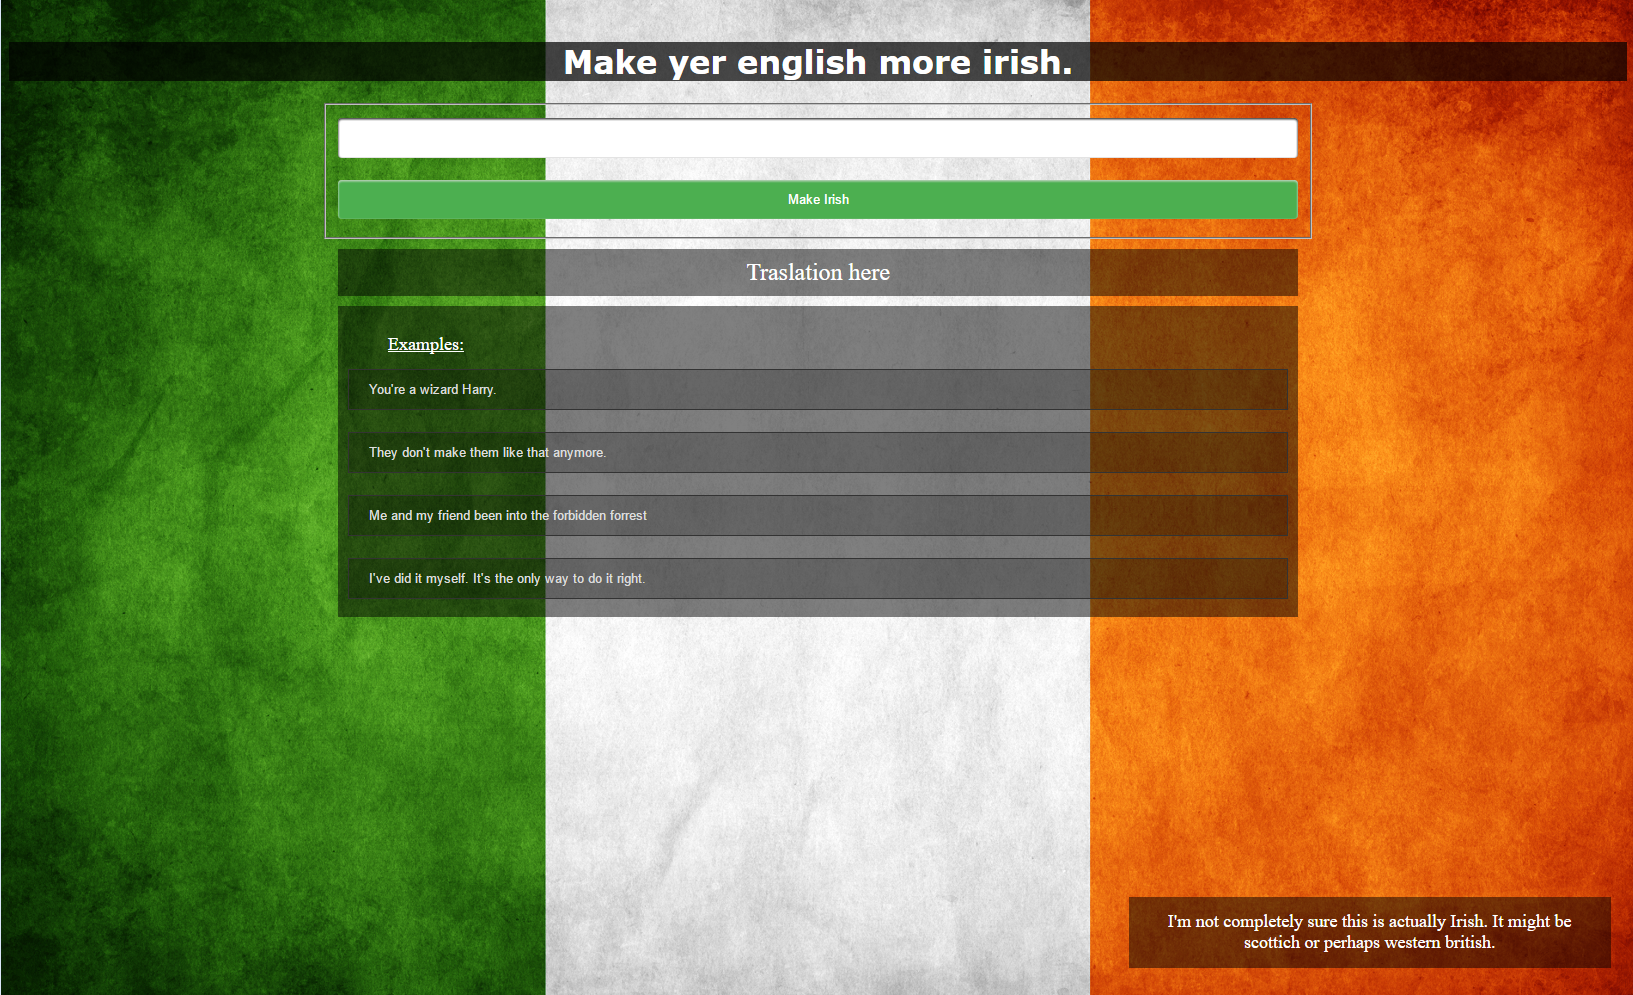 Make yer english more irish.
Make Irish
Traslation here
Examples:
You're a wizard Harry.
They don't make them like that anymore.
Me and my friend been into the forbidden forrest
I've did it myself. It's the only way to do it right.
I'm not completely sure this is actually Irish. It might be
scottich or perhaps western british.